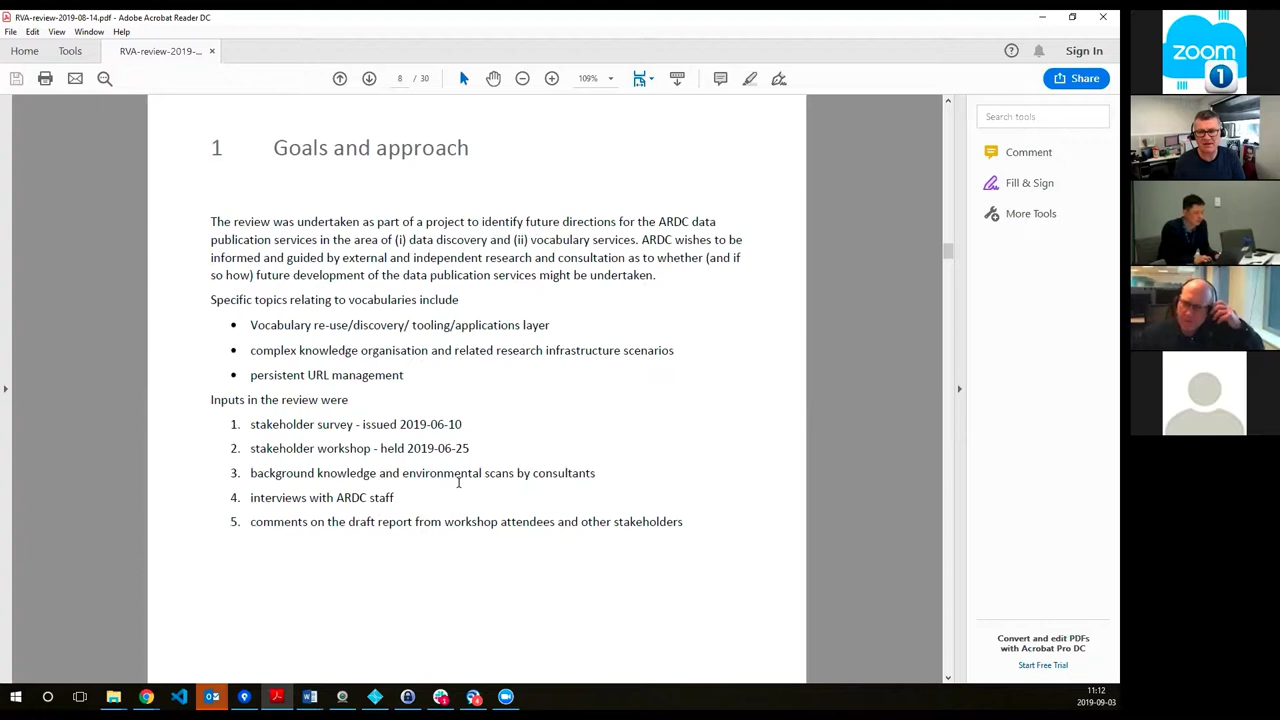 RVA-review-2019-08-14.pdf - Adobe Acrobat Reader DC
File Edit View Window Help
Home Tools RVA-review-2019-... ×
Sign In
8 / 30
109%
Share
1 Goals and approach
The review was undertaken as part of a project to identify future directions for the ARDC data
publication services in the area of (i) data discovery and (ii) vocabulary services. ARDC wishes to be
informed and guided by external and independent research and consultation as to whether (and if
so how) future development of the data publication services might be undertaken.
Specific topics relating to vocabularies include
• Vocabulary re-use/discovery/ tooling/applications layer
• complex knowledge organisation and related research infrastructure scenarios
• persistent URL management
Inputs in the review were
1. stakeholder survey - issued 2019-06-10
2. stakeholder workshop - held 2019-06-25
3. background knowledge and environmental scans by consultants
4. interviews with ARDC staff
5. comments on the draft report from workshop attendees and other stakeholders
Search tools
Comment
Fill & Sign
More Tools
Convert and edit PDFs
with Acrobat Pro DC
Start Free Trial
zoom
1
11:12
2019-09-03